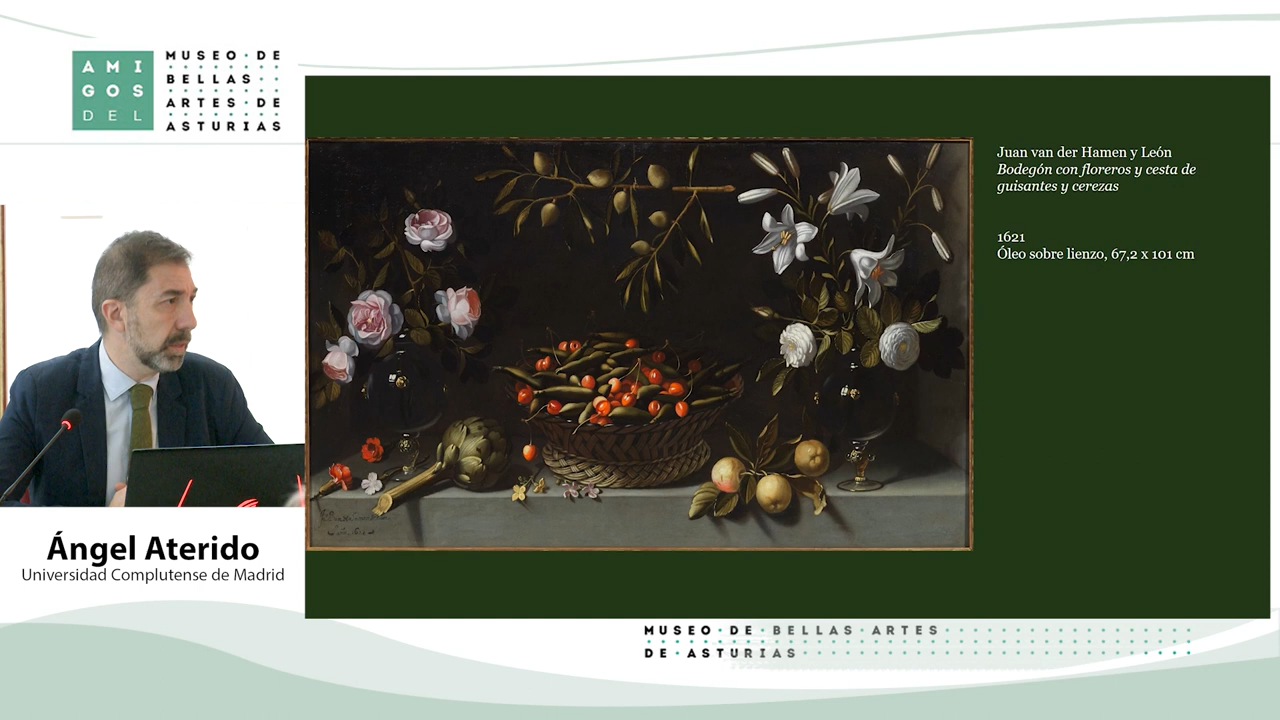 AMI
GOS
DEL
MUSEO DE
BELLAS
ARTES DE
ASTURIAS
Juan van der Hamen y León
Bodegón con floreros y cesta de
guisantes y cerezas
1621
Óleo sobre lienzo, 67,2 x 101 cm
Ángel Aterido
Universidad Complutense de Madrid
MUSEO DE BELLAS ARTES
DE ASTURIAS